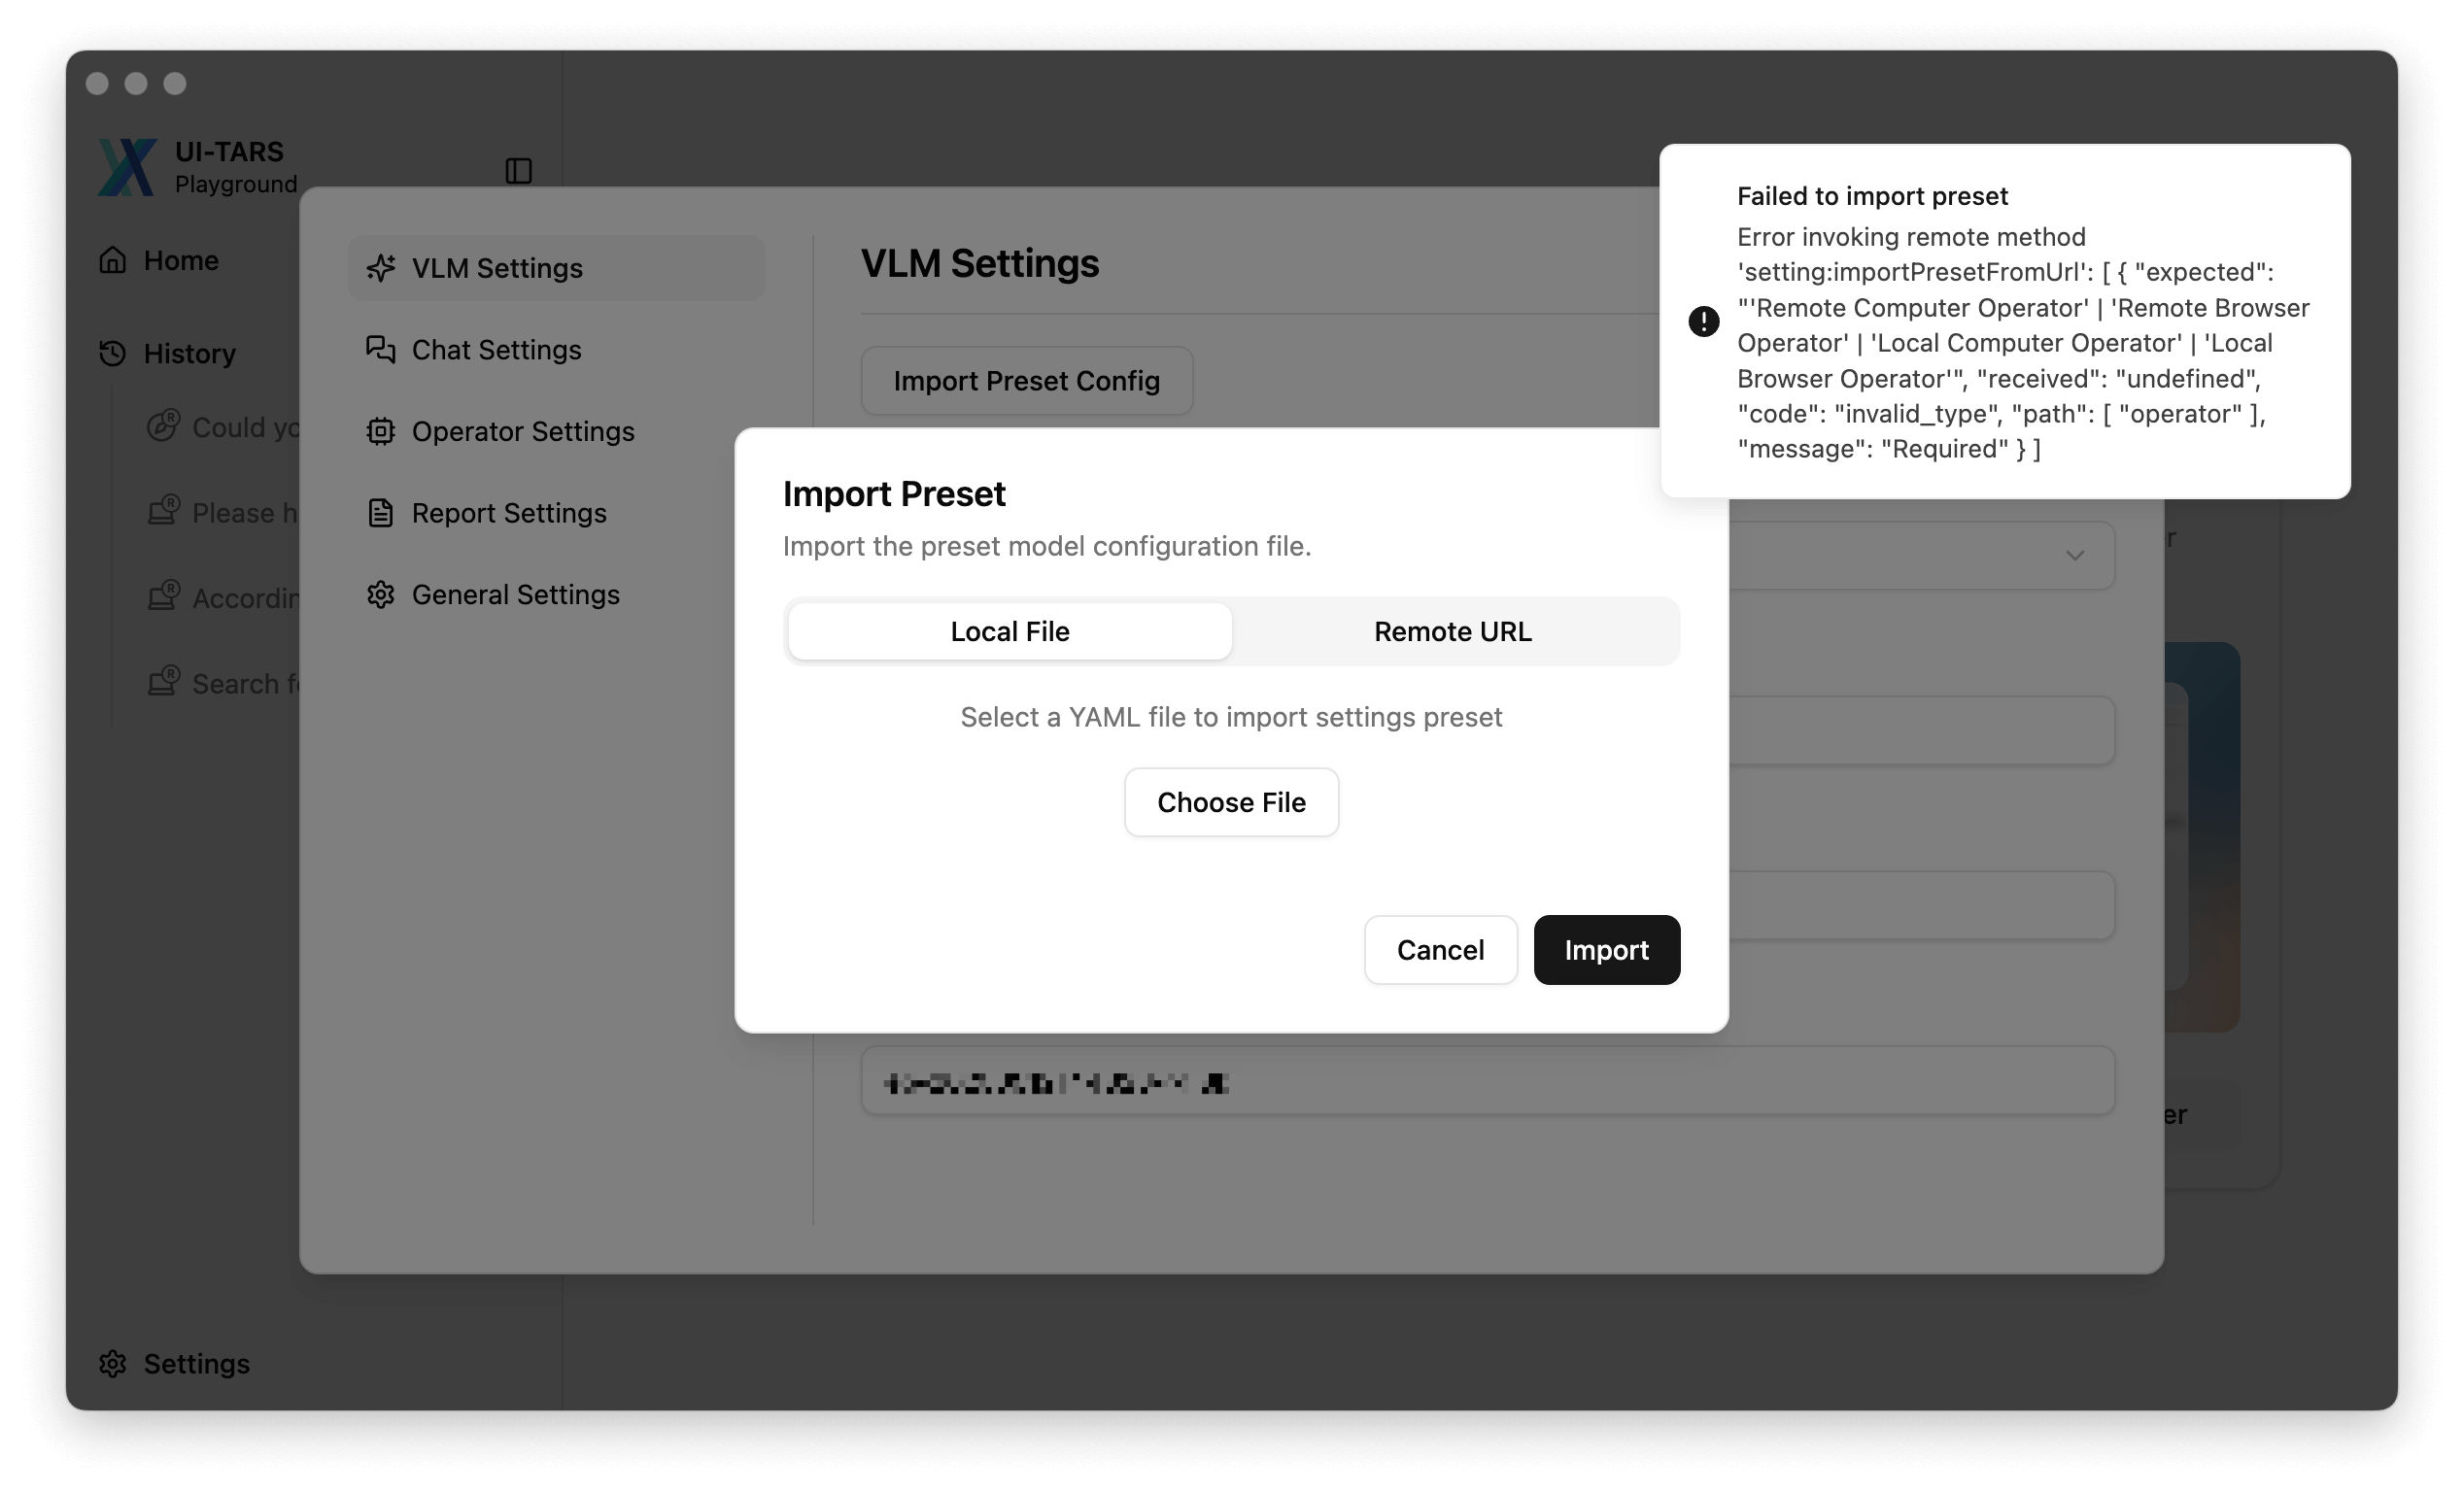 UI-TARS
Playground
Home
History
Could yo
Please h
Accordin
Search fo
Settings
VLM Settings
Chat Settings
Operator Settings
Report Settings
General Settings
VLM Settings
Import Preset Config
Import Preset
Import the preset model configuration file.
Local File
Remote URL
Select a YAML file to import settings preset
Choose File
Cancel
Import
Failed to import preset
Error invoking remote method
'setting:importPresetFromUrl': [ { "expected":
"'Remote Computer Operator' | 'Remote Browser
Operator' | 'Local Computer Operator' | 'Local
Browser Operator'", "received": "undefined",
"code": "invalid_type", "path": [ "operator" ],
"message": "Required" } ]
er
er